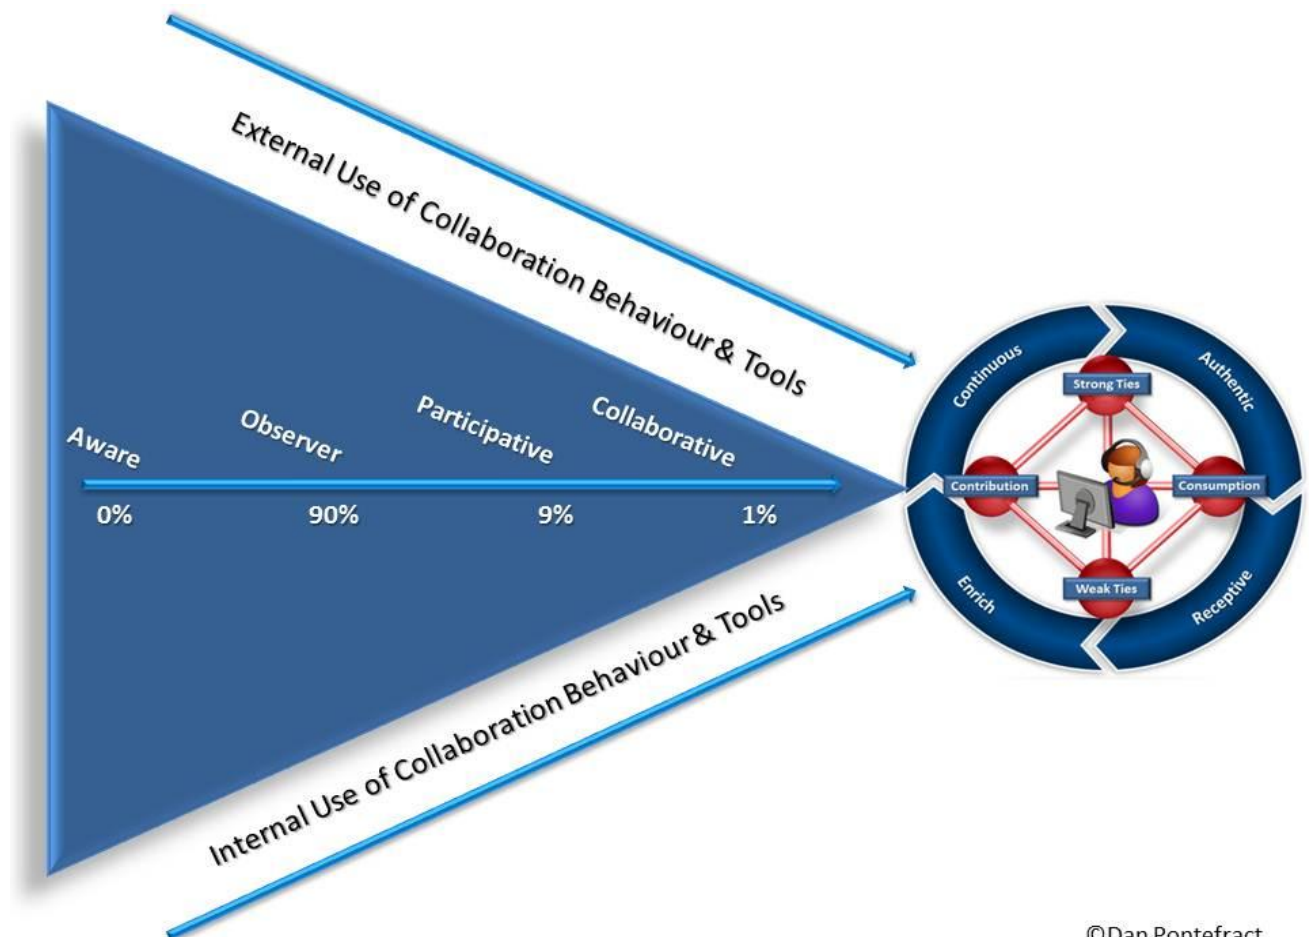 External Use of Collaboration Behaviour & Tools
Aware
Observer
Participative
Collaborative
0%
90%
9%
1%
Internal Use of Collaboration Behaviour & Tools
Continuous
Authentic
Strong Ties
Contribution
Consumption
Weak Ties
Enrich
Receptive
©Dan Pontefract